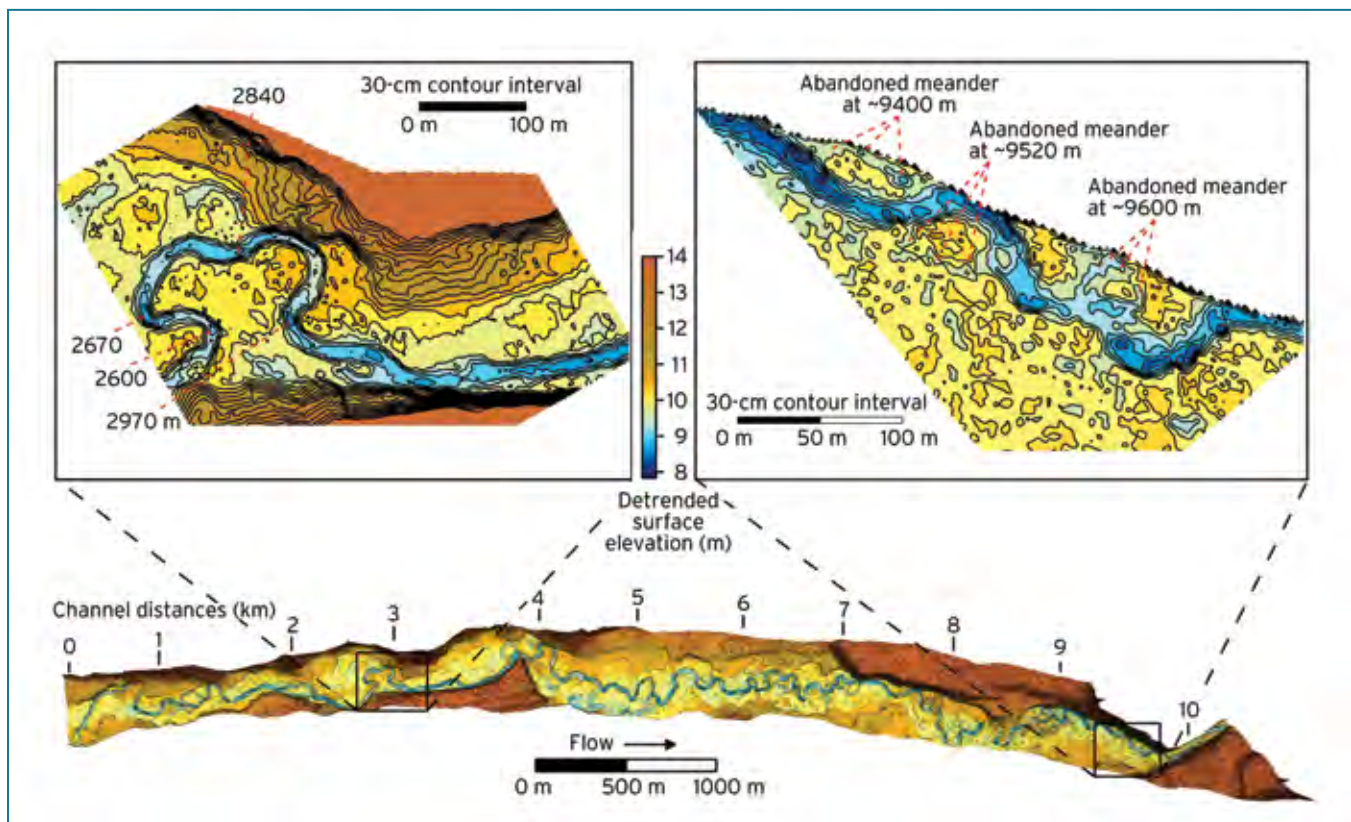 2840
30-cm contour interval
0 m 100 m
2670
2600
2970 m
Abandoned meander
at ~9400 m
Abandoned meander
at ~9520 m
Abandoned meander
at ~9600 m
30-cm contour interval
0 m 50 m 100 m
14
13
12
11
10
9
8
Detrended
surface
elevation (m)
Channel distances (km)
0 1 2 3 4 5 6 7 8 9 10
Flow
0 m 500 m 1000 m